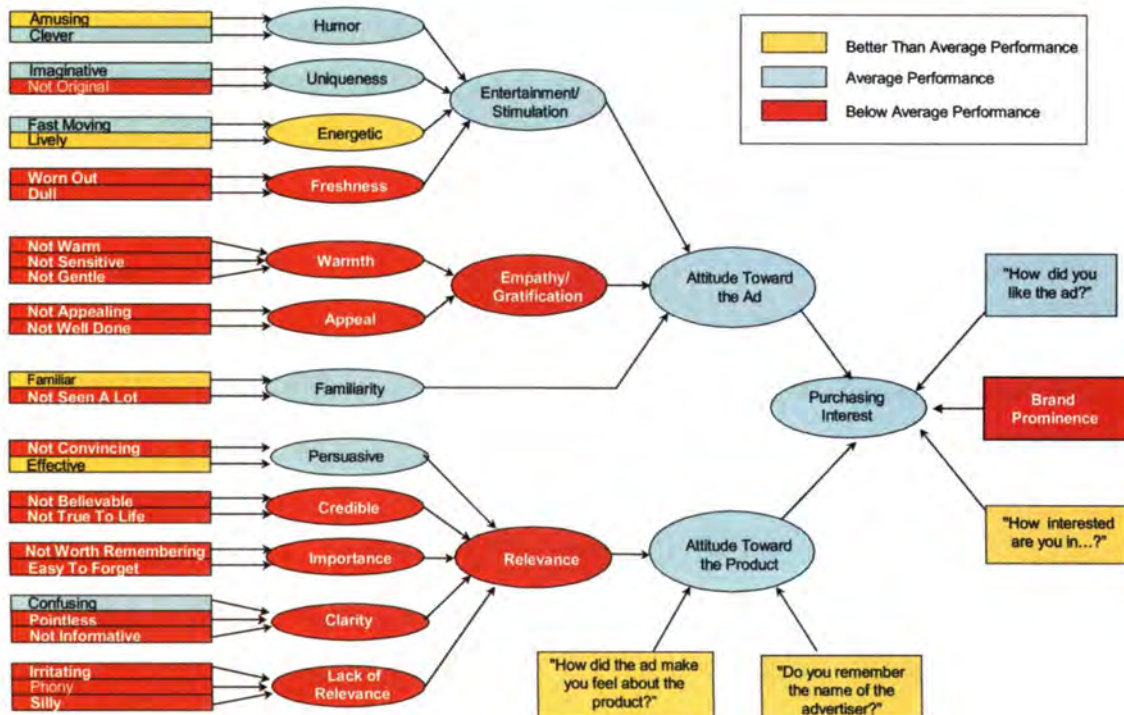 Amusing
Clever
Humor
Imaginative
Not Original
Uniqueness
Fast Moving
Lively
Energetic
Worn Out
Dull
Freshness
Entertainment/
Stimulation
Better Than Average Performance
Average Performance
Below Average Performance
Not Warm
Not Sensitive
Not Gentle
Warmth
Not Appealing
Not Well Done
Appeal
Empathy/
Gratification
Familiar
Not Seen A Lot
Familiarity
Attitude Toward
the Ad
"How did you
like the ad?"
Purchasing
Interest
Brand
Prominence
"How interested
are you in...?"
Not Convincing
Effective
Persuasive
Not Believable
Not True To Life
Credible
Not Worth Remembering
Easy To Forget
Importance
Confusing
Pointless
Not Informative
Clarity
Irritating
Phony
Silly
Lack of
Relevance
Relevance
Attitude Toward
the Product
"How did the ad make
you feel about the
product?"
"Do you remember
the name of the
advertiser?"